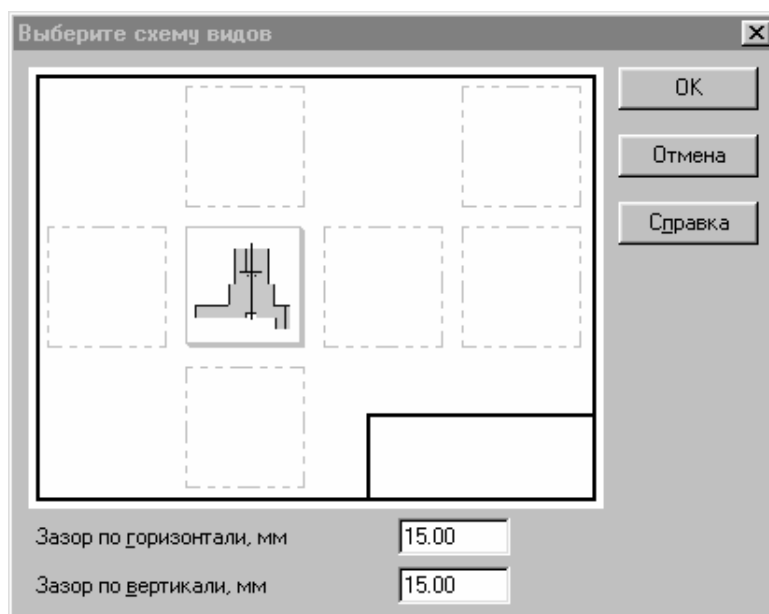 Выберите схему видов
OK
Отмена
Справка
Зазор по горизонтали, мм
15.00
Зазор по вертикали, мм
15.00